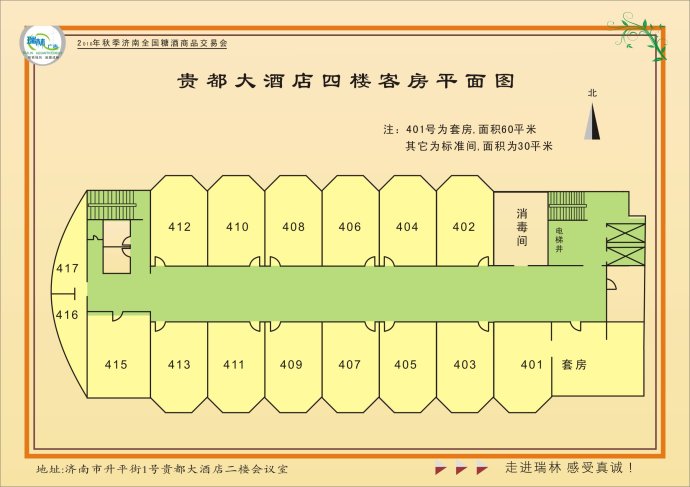 瑞林
2010年秋季济南全国糖酒商品交易会
贵都大酒店四楼客房平面图
北
注：401号为套房，面积60平米
其它为标准间，面积为30平米
412
410
408
406
404
402
消毒间
电梯井
417
416
415
413
411
409
407
405
403
401
套房
地址:济南市升平街1号贵都大酒店二楼会议室
走进瑞林 感受真诚！